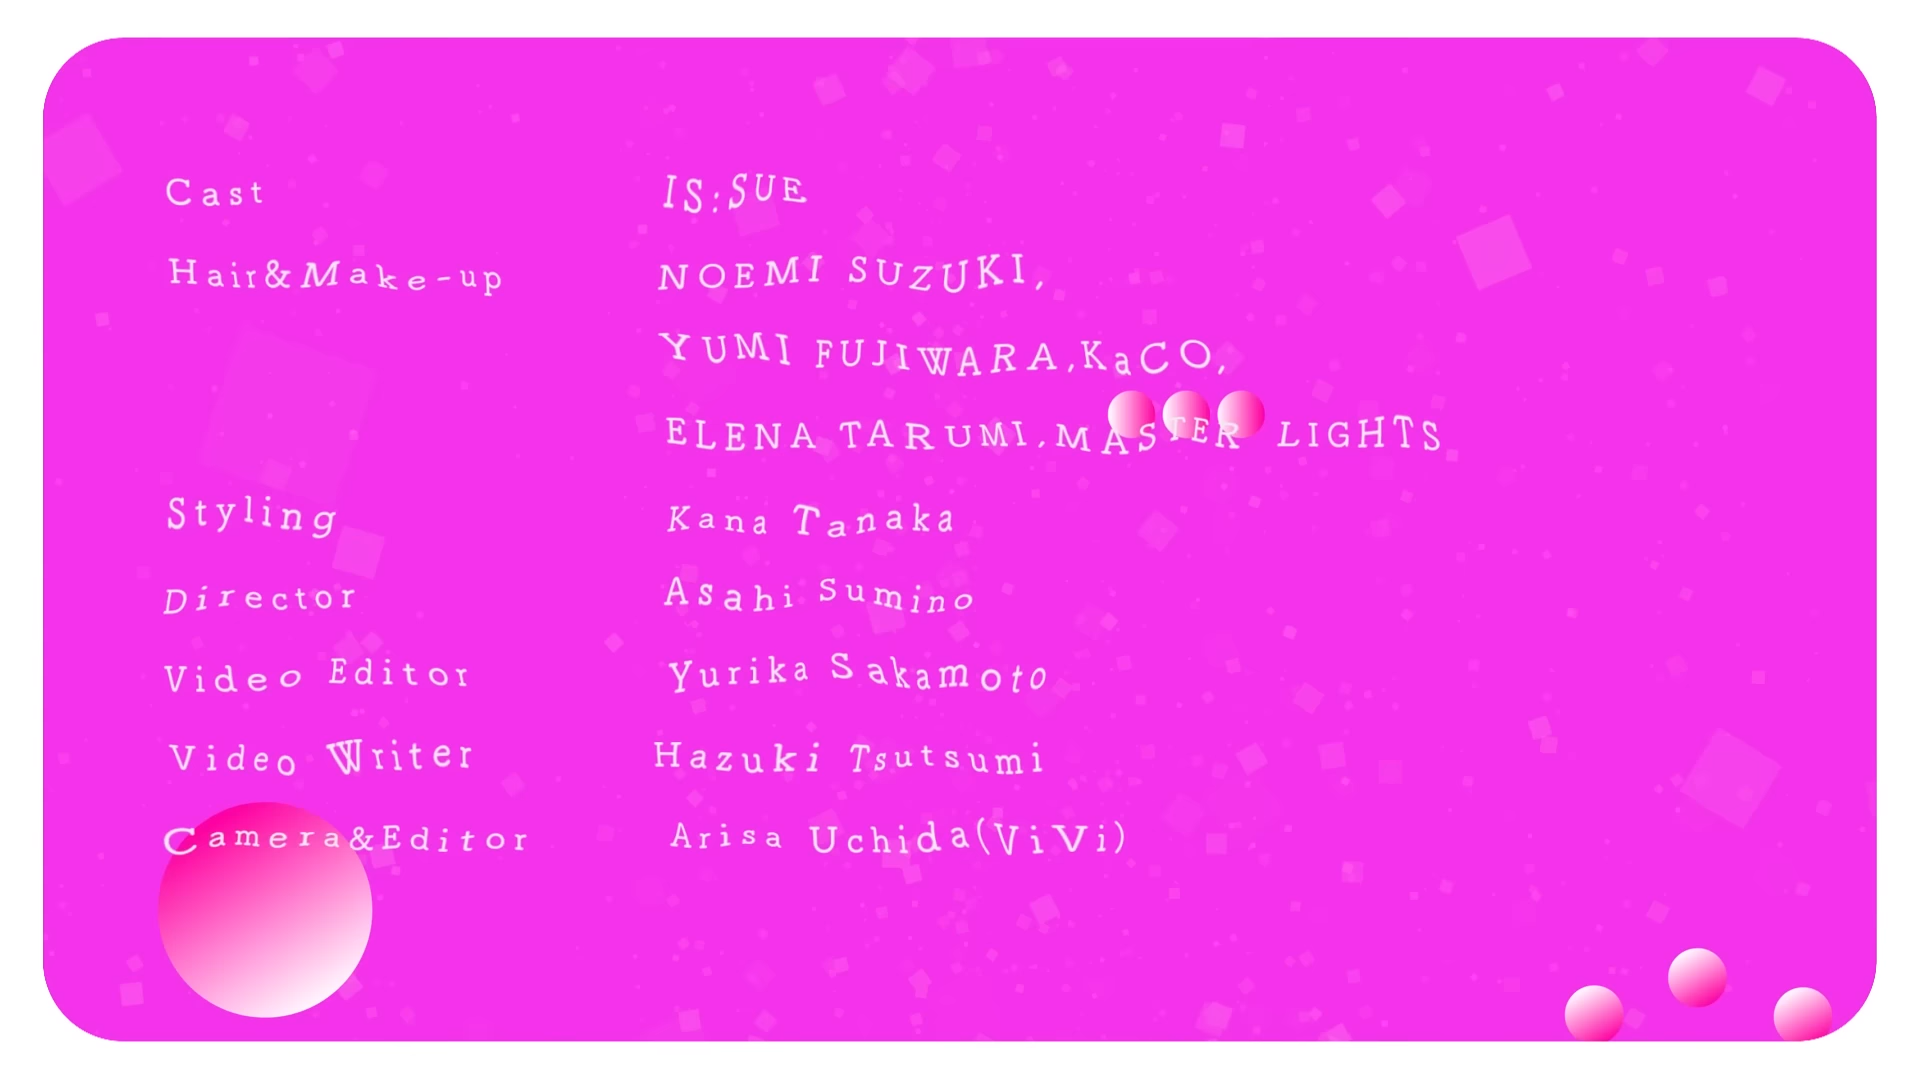 Cast IS:SUE
Hair&Make-up NOEMI SUZUKI,
YUMI FUJIWARA,KaCO,
ELENA TARUMI,MASTER LIGHTS
Styling Kana Tanaka
Director Asahi Sumino
Video Editor Yurika Sakamoto
Video Writer Hazuki Tsutsumi
Camera&Editor Arisa Uchida(ViVi)